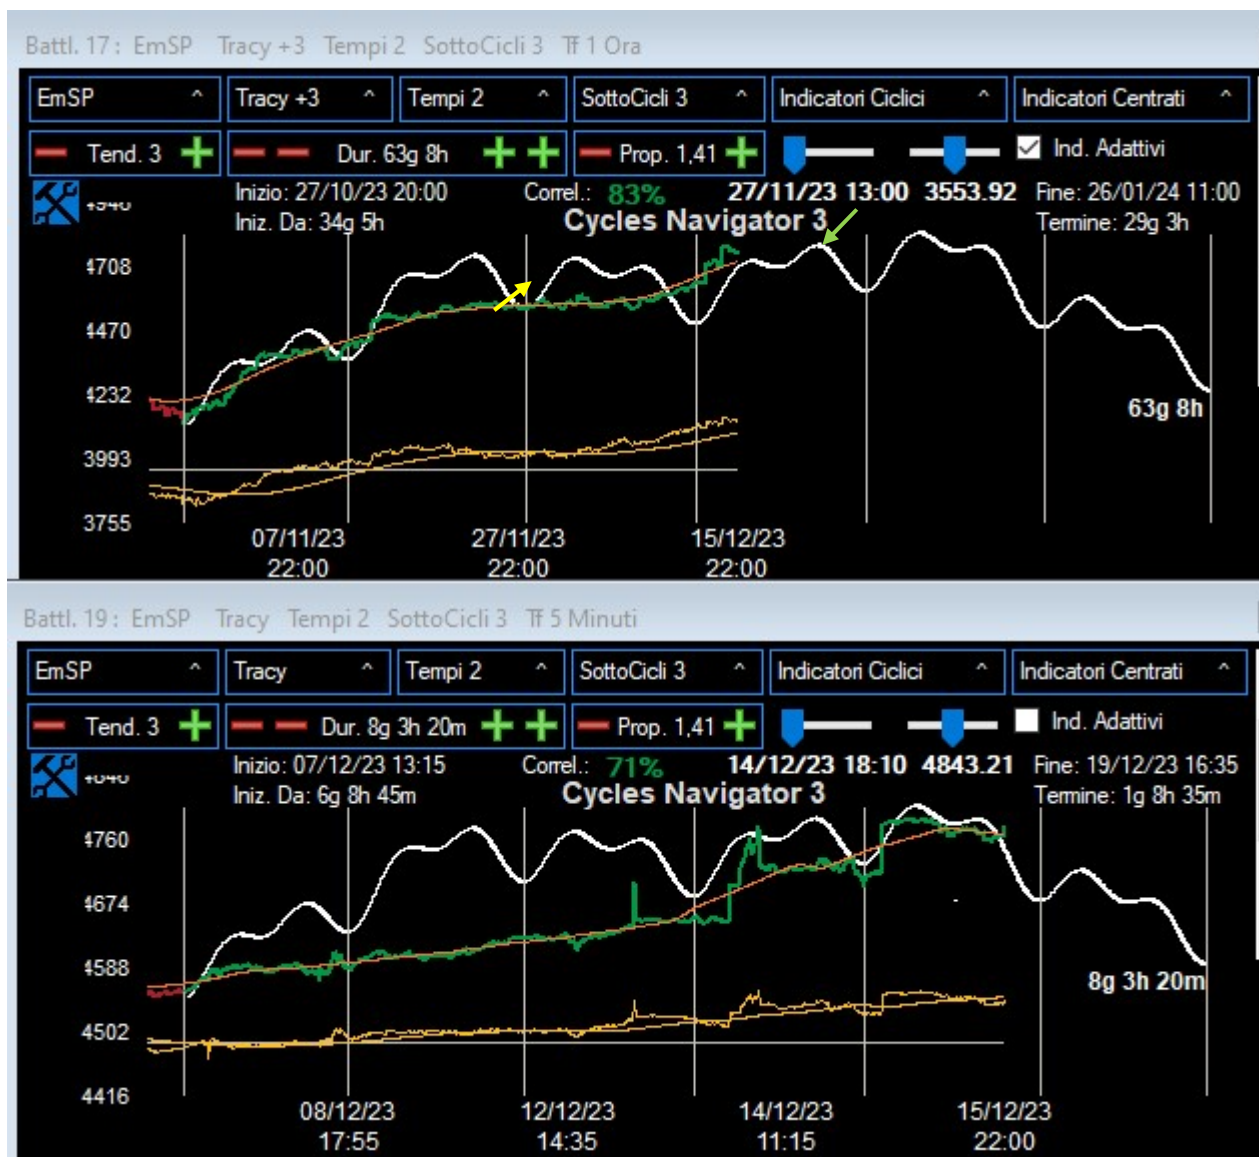 Battl. 17 : EmSP Tracy +3 Tempi 2 SottoCicli 3 Tf 1 Ora
EmSP ^ Tracy +3 ^ Tempi 2 ^ SottoCicli 3 ^ Indicatori Ciclici ^ Indicatori Centrati ^
Tend. 3 Dur. 63g 8h Prop. 1,41 Ind. Adattivi
Inizio: 27/10/23 20:00 Correl.: 83% 27/11/23 13:00 3553.92 Fine: 26/01/24 11:00
Iniz. Da: 34g 5h Cycles Navigator 3 Termine: 29g 3h
4708
4470
4232
63g 8h
3993
3755
07/11/23 27/11/23 15/12/23
22:00 22:00 22:00
Battl. 19 : EmSP Tracy Tempi 2 SottoCicli 3 Tf 5 Minuti
EmSP ^ Tracy ^ Tempi 2 ^ SottoCicli 3 ^ Indicatori Ciclici ^ Indicatori Centrati ^
Tend. 3 Dur. 8g 3h 20m Prop. 1,41 Ind. Adattivi
Inizio: 07/12/23 13:15 Correl.: 71% 14/12/23 18:10 4843.21 Fine: 19/12/23 16:35
Iniz. Da: 6g 8h 45m Cycles Navigator 3 Termine: 1g 8h 35m
4760
4674
4588
8g 3h 20m
4502
4416
08/12/23 12/12/23 14/12/23 15/12/23
17:55 14:35 11:15 22:00